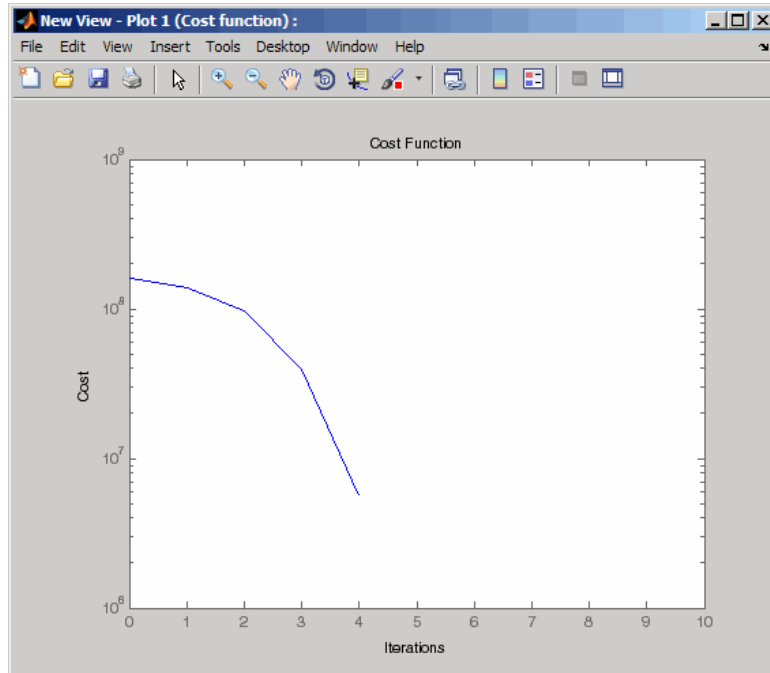 New View - Plot 1 (Cost function) :
File Edit View Insert Tools Desktop Window Help
Cost Function
10^9
10^8
10^7
10^6
Cost
0 1 2 3 4 5 6 7 8 9 10
Iterations